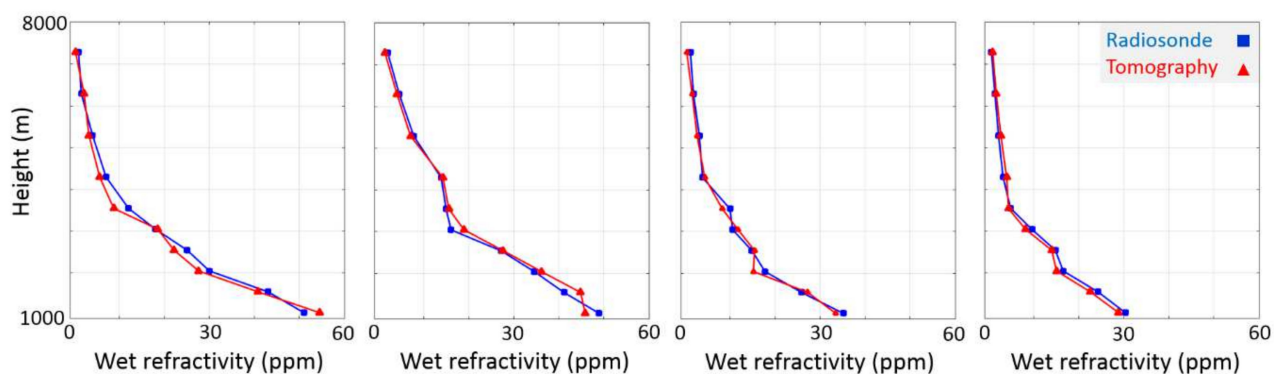 8000
Height (m)
1000
0 30 60
0 30 60
0 30 60
0 30 60
Wet refractivity (ppm)
Wet refractivity (ppm)
Wet refractivity (ppm)
Wet refractivity (ppm)
Radiosonde
Tomography